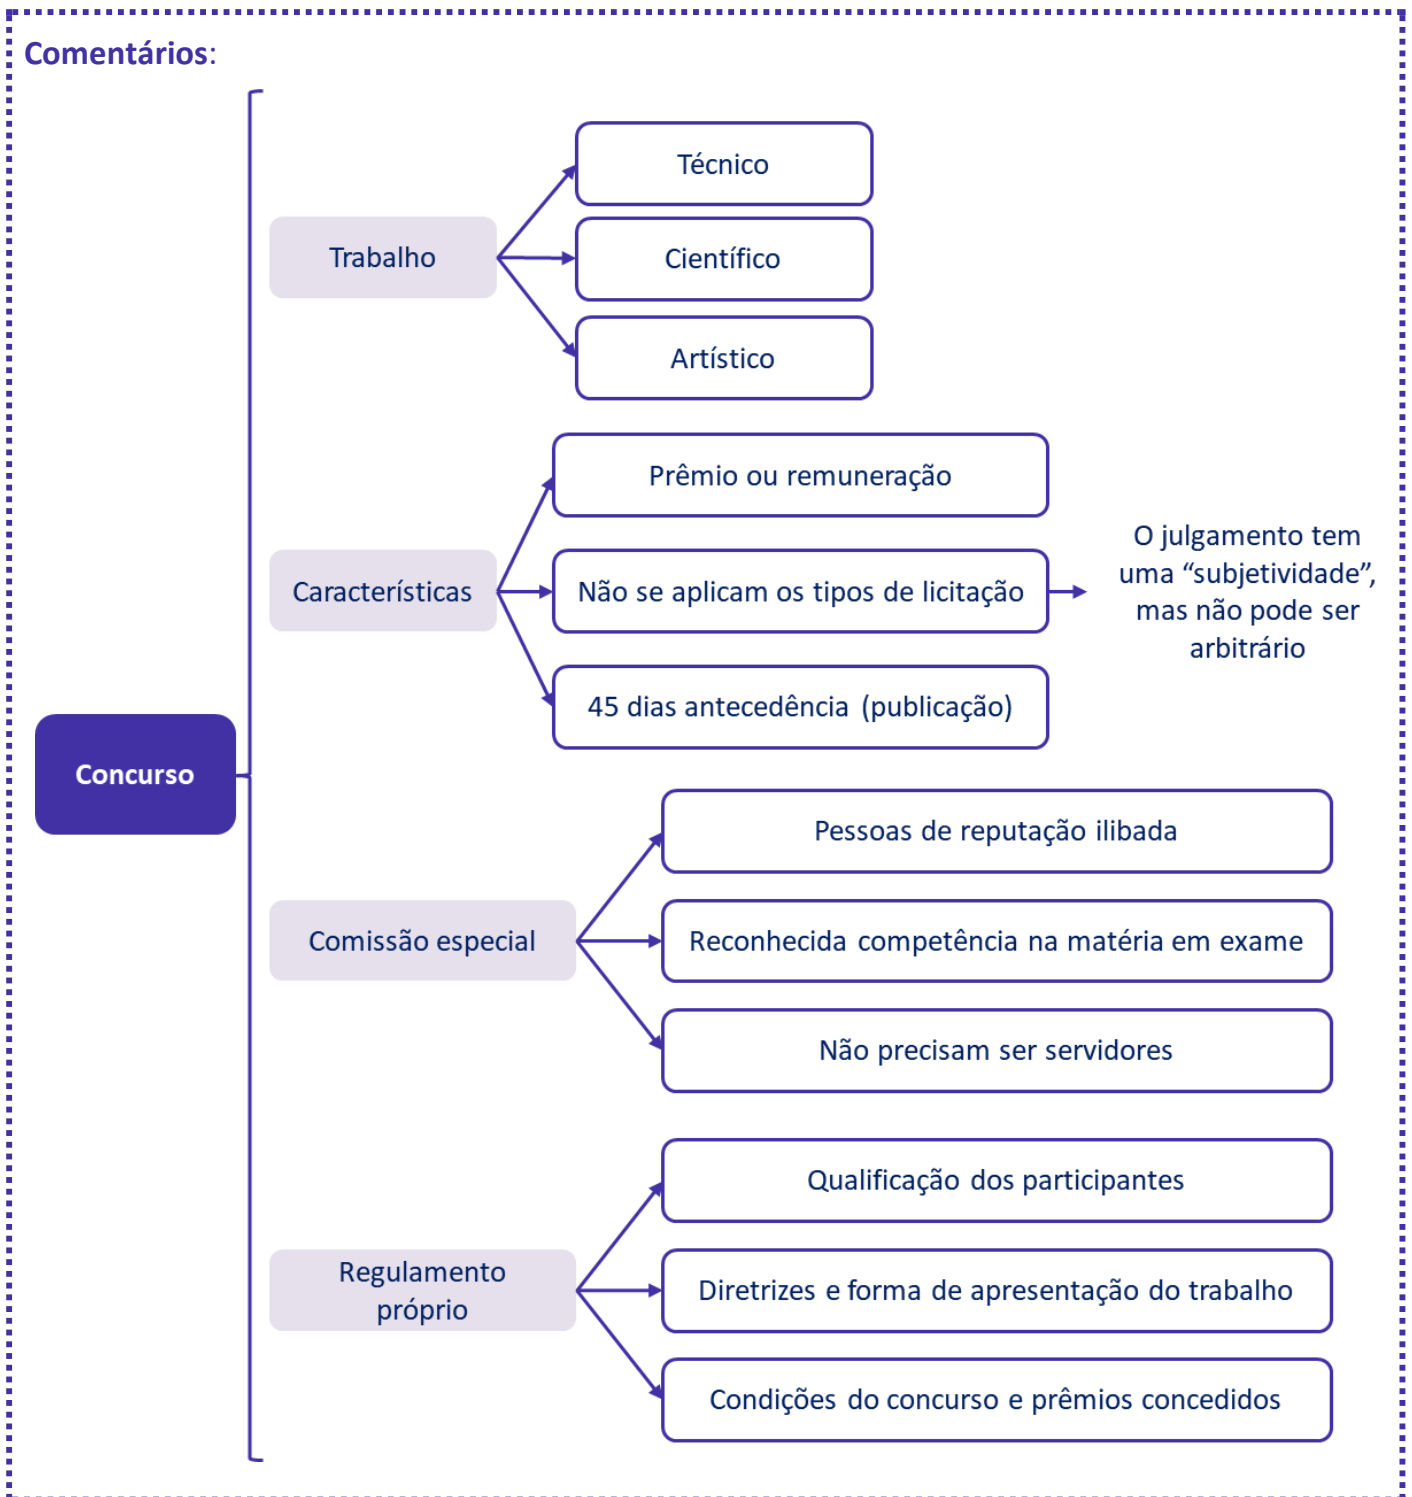 Comentários:
Concurso
Trabalho
Técnico
Científico
Artístico
Características
Prêmio ou remuneração
Não se aplicam os tipos de licitação
O julgamento tem
uma “subjetividade”,
mas não pode ser
arbitrário
45 dias antecedência (publicação)
Comissão especial
Pessoas de reputação ilibada
Reconhecida competência na matéria em exame
Não precisam ser servidores
Regulamento
próprio
Qualificação dos participantes
Diretrizes e forma de apresentação do trabalho
Condições do concurso e prêmios concedidos